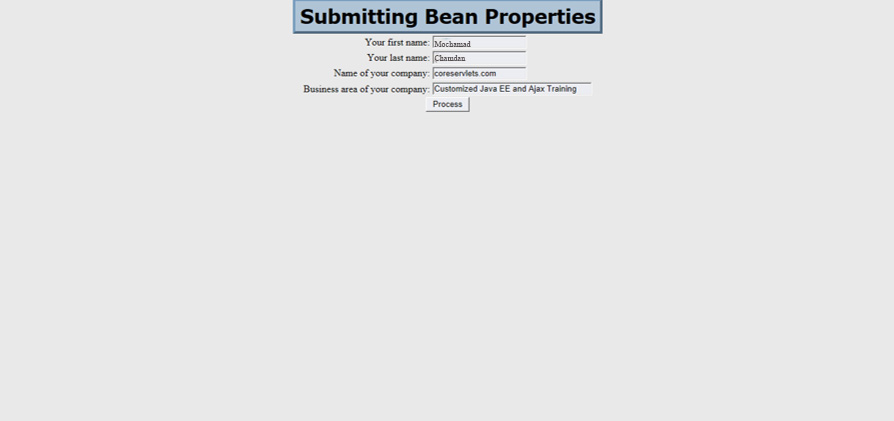 Submitting Bean Properties
Your first name: Mochamad
Your last name: Chamdan
Name of your company: coreservlets.com
Business area of your company: Customized Java EE and Ajax Training
Process